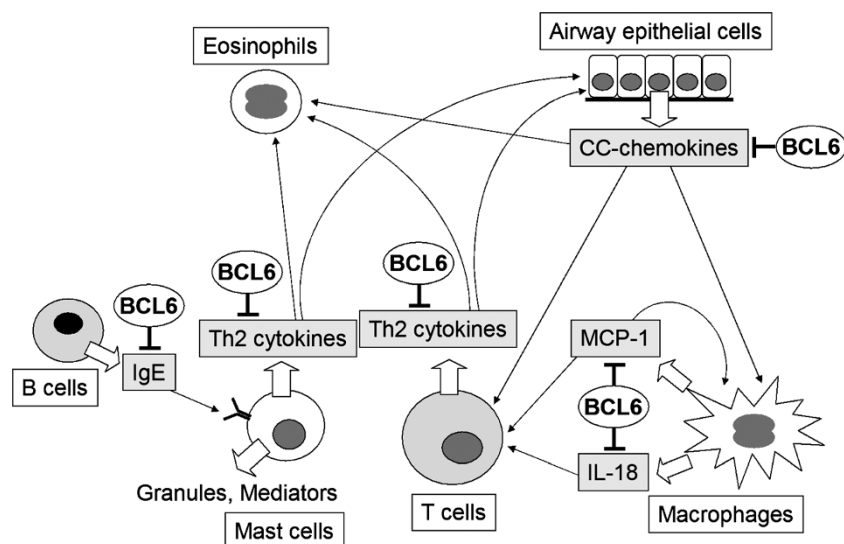 Airway epithelial cells
Eosinophils
CC-chemokines
BCL6
BCL6
BCL6
BCL6
Th2 cytokines
Th2 cytokines
MCP-1
IgE
B cells
BCL6
IL-18
Granules, Mediators
Mast cells
T cells
Macrophages